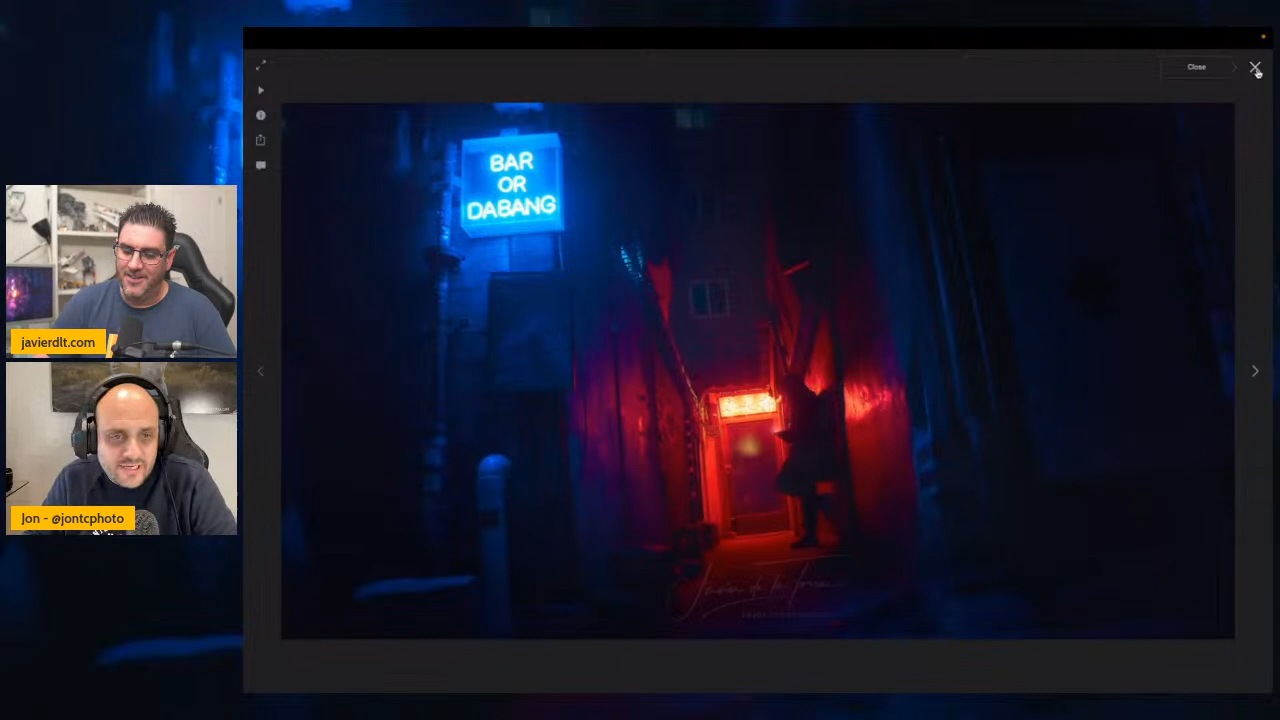 Close
BAR
OR
DABANG
javierdlt.com
Jon - @jontcphoto